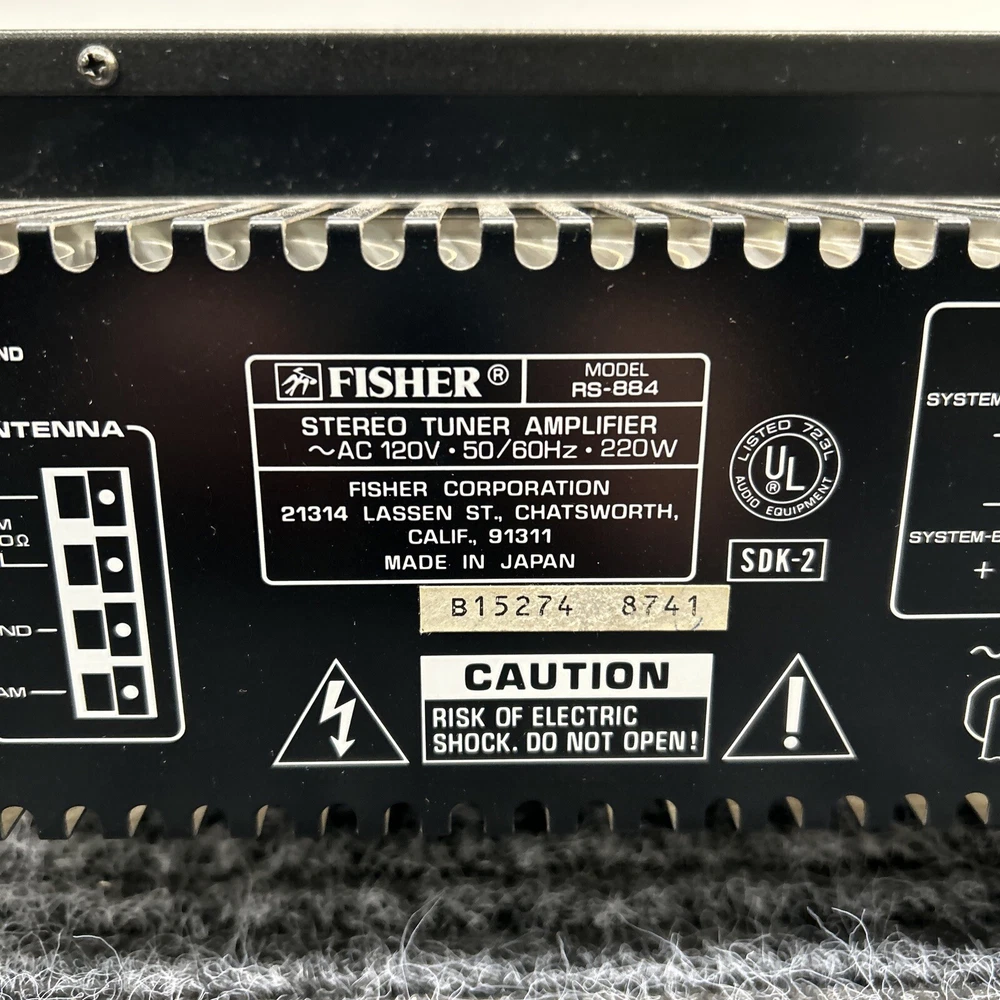 FISHER®
MODEL
RS-884
STEREO TUNER AMPLIFIER
~AC 120V · 50/60Hz · 220W
FISHER CORPORATION
21314 LASSEN ST., CHATSWORTH,
CALIF., 91311
MADE IN JAPAN
LISTED 723L
UL®
AUDIO EQUIPMENT
SDK-2
B15274 8741
CAUTION
RISK OF ELECTRIC
SHOCK. DO NOT OPEN!
SYSTEM
SYSTEM-B
+
~
ND
NTENNA
M
0Ω
ND
AM